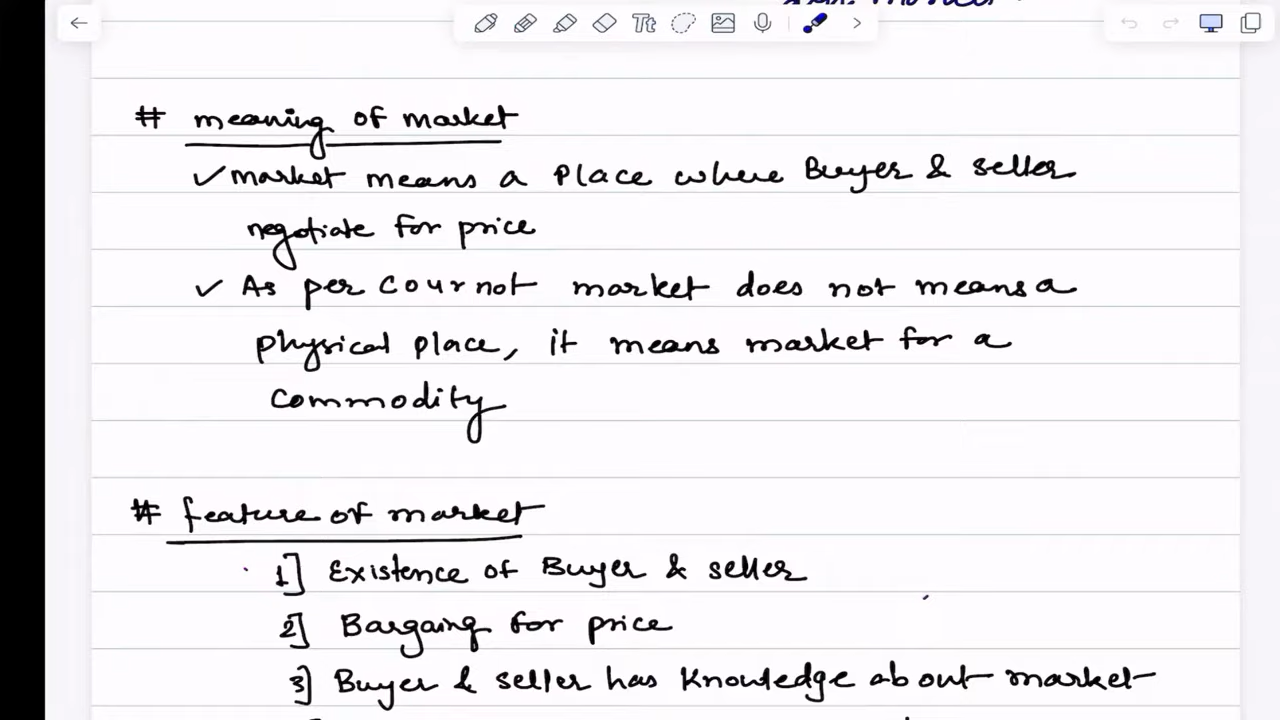 # meaning of market
✓ market means a place where Buyer & seller
negotiate for price
✓ As per cournot market does not means a
physical place, it means market for a
commodity
# feature of market
1] Existence of Buyer & seller
2] Bargaing for price
3] Buyer & seller has knowledge about market